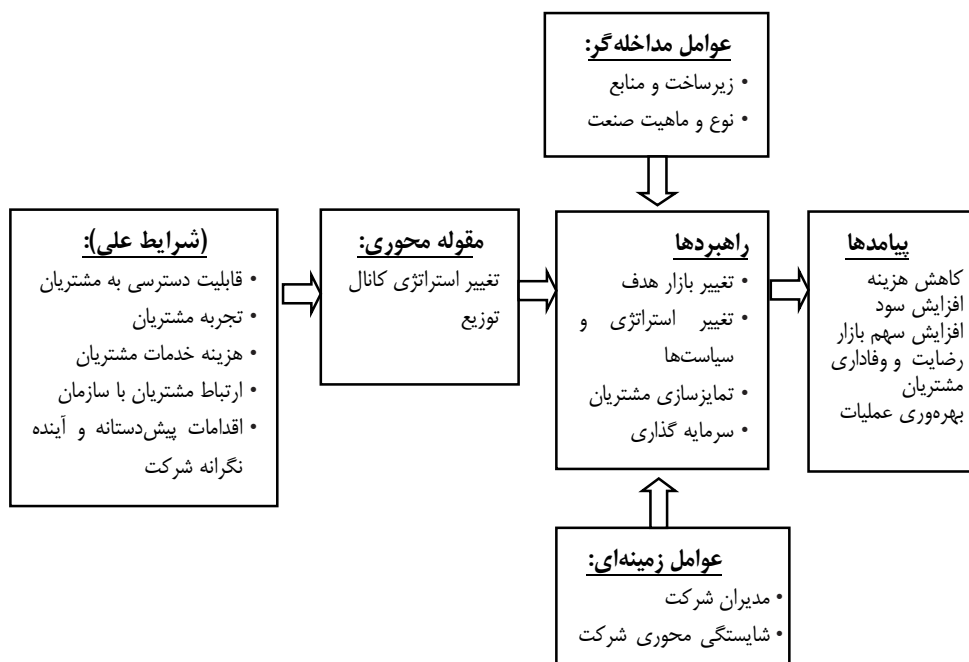 عوامل مداخله‌گر:
• زیرساخت و منابع
• نوع و ماهیت صنعت
(شرایط علی):
• قابلیت دسترسی به مشتریان
• تجربه مشتریان
• هزینه خدمات مشتریان
• ارتباط مشتریان با سازمان
• اقدامات پیش‌دستانه و آینده
نگرانه شرکت
مقوله محوری:
تغییر استراتژی کانال
توزیع
راهبردها
• تغییر بازار هدف
• تغییر استراتژی و
سیاست‌ها
• تمایزسازی مشتریان
• سرمایه گذاری
پیامدها
کاهش هزینه
افزایش سود
افزایش سهم بازار
رضایت و وفاداری
مشتریان
بهره‌وری عملیات
عوامل زمینه‌ای:
• مدیران شرکت
• شایستگی محوری شرکت